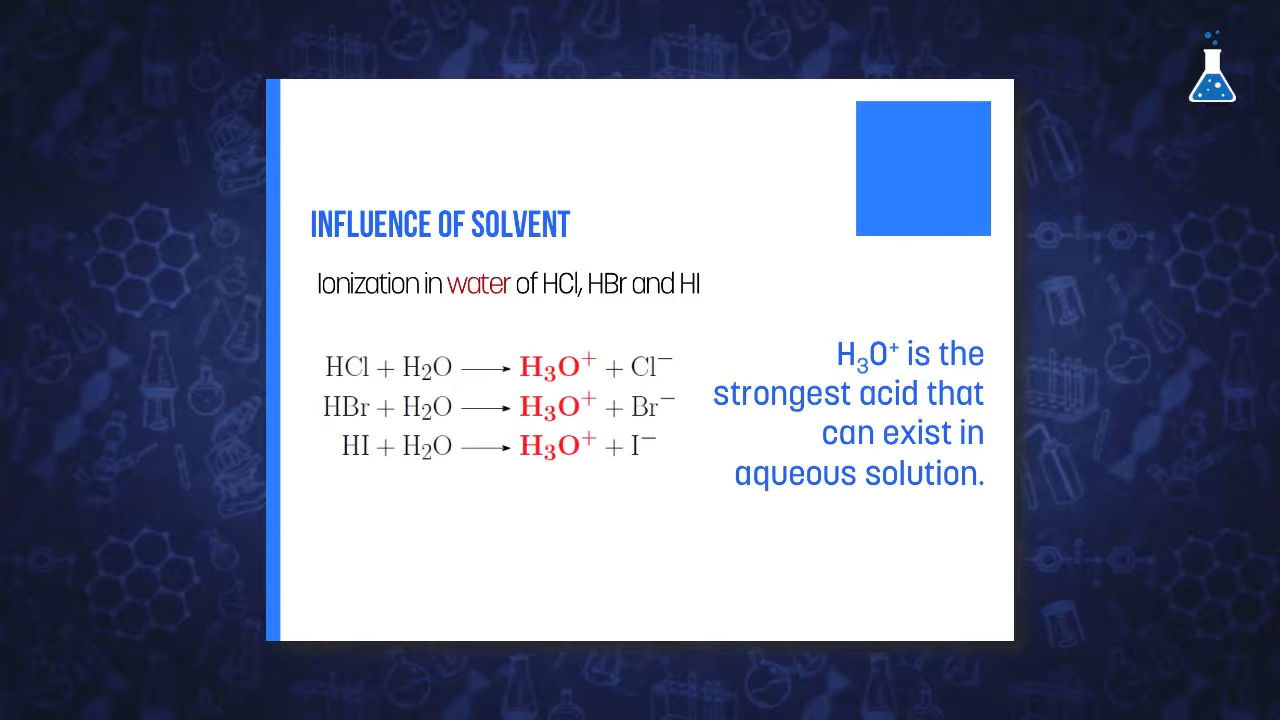 INFLUENCE OF SOLVENT
Ionization in water of HCl, HBr and HI
HCl + H₂O ⟶ H₃O⁺ + Cl⁻
HBr + H₂O ⟶ H₃O⁺ + Br⁻
HI + H₂O ⟶ H₃O⁺ + I⁻
H₃O⁺ is the
strongest acid that
can exist in
aqueous solution.